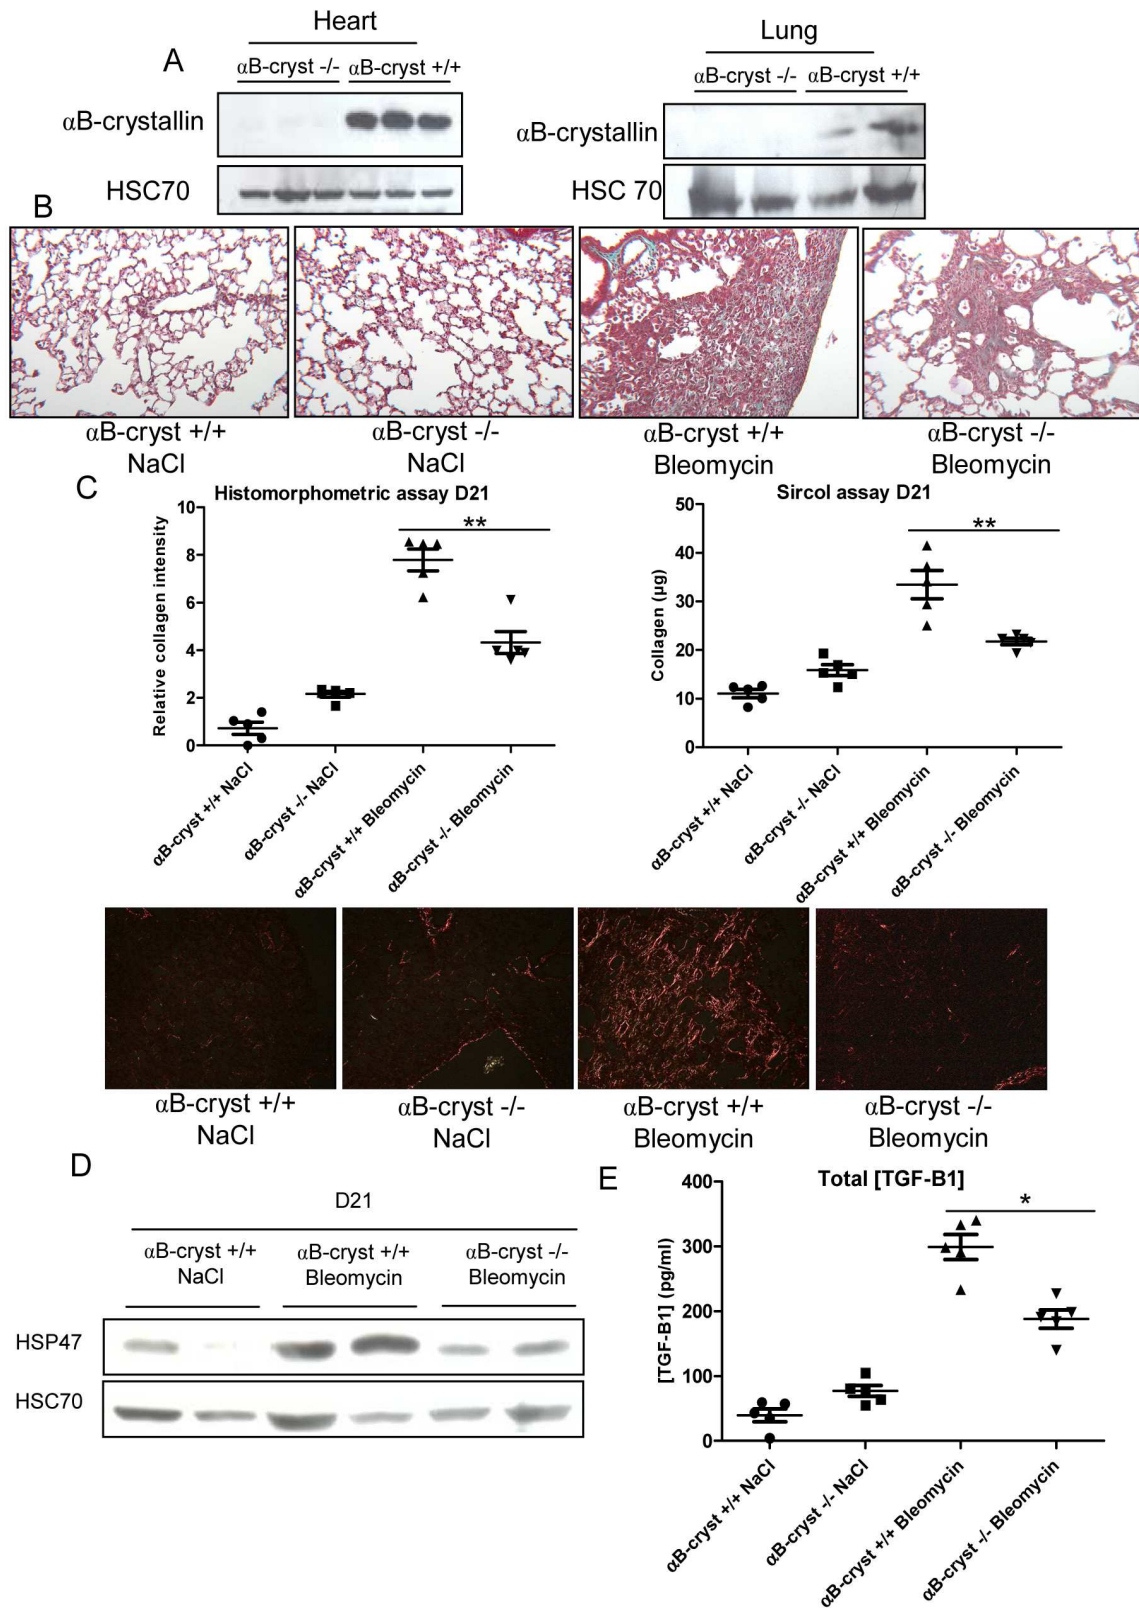 Heart
Lung
A
αB-cryst -/-
αB-cryst +/+
αB-cryst -/-
αB-cryst +/+
αB-crystallin
αB-crystallin
HSC70
HSC 70
B
αB-cryst +/+
NaCl
αB-cryst -/-
NaCl
αB-cryst +/+
Bleomycin
αB-cryst -/-
Bleomycin
C
Histomorphometric assay D21
Relative collagen intensity
10
8
6
4
2
0
**
αB-cryst +/+ NaCl
αB-cryst -/- NaCl
αB-cryst +/+ Bleomycin
αB-cryst -/- Bleomycin
Sircol assay D21
Collagen (µg)
50
40
30
20
10
0
**
αB-cryst +/+ NaCl
αB-cryst -/- NaCl
αB-cryst +/+ Bleomycin
αB-cryst -/- Bleomycin
αB-cryst +/+
NaCl
αB-cryst -/-
NaCl
αB-cryst +/+
Bleomycin
αB-cryst -/-
Bleomycin
D
D21
αB-cryst +/+
NaCl
αB-cryst +/+
Bleomycin
αB-cryst -/-
Bleomycin
HSP47
HSC70
E
Total [TGF-B1]
[TGF-B1] (pg/ml)
400
300
200
100
0
*
αB-cryst +/+ NaCl
αB-cryst -/- NaCl
αB-cryst +/+ Bleomycin
αB-cryst -/- Bleomycin